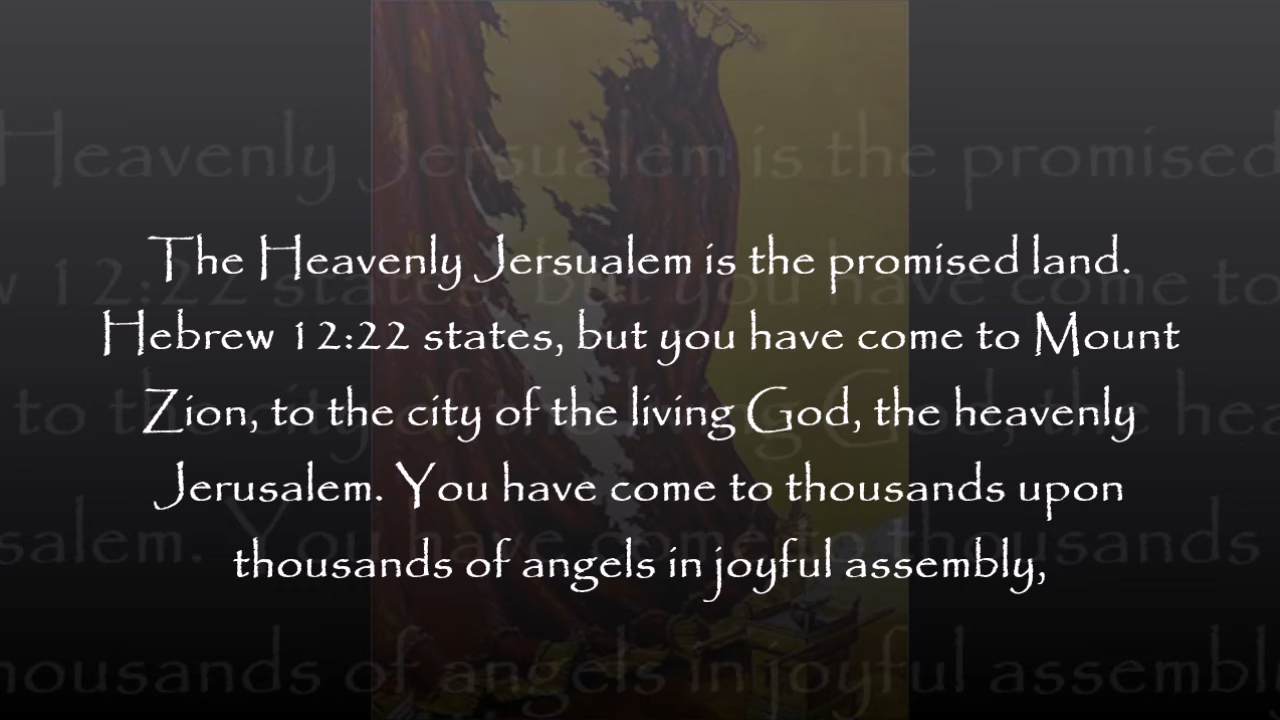 The Heavenly Jersualem is the promised land.
Hebrew 12:22 states, but you have come to Mount
Zion, to the city of the living God, the heavenly
Jerusalem. You have come to thousands upon
thousands of angels in joyful assembly,